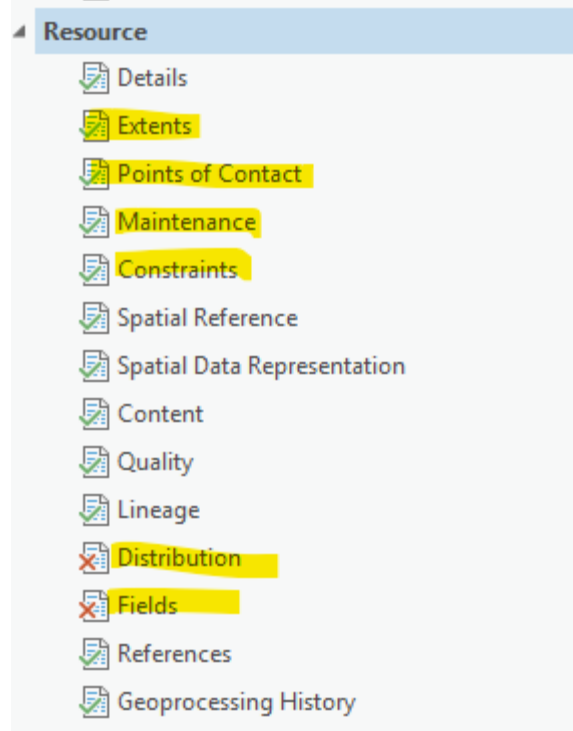 Resource
Details
Extents
Points of Contact
Maintenance
Constraints
Spatial Reference
Spatial Data Representation
Content
Quality
Lineage
Distribution
Fields
References
Geoprocessing History